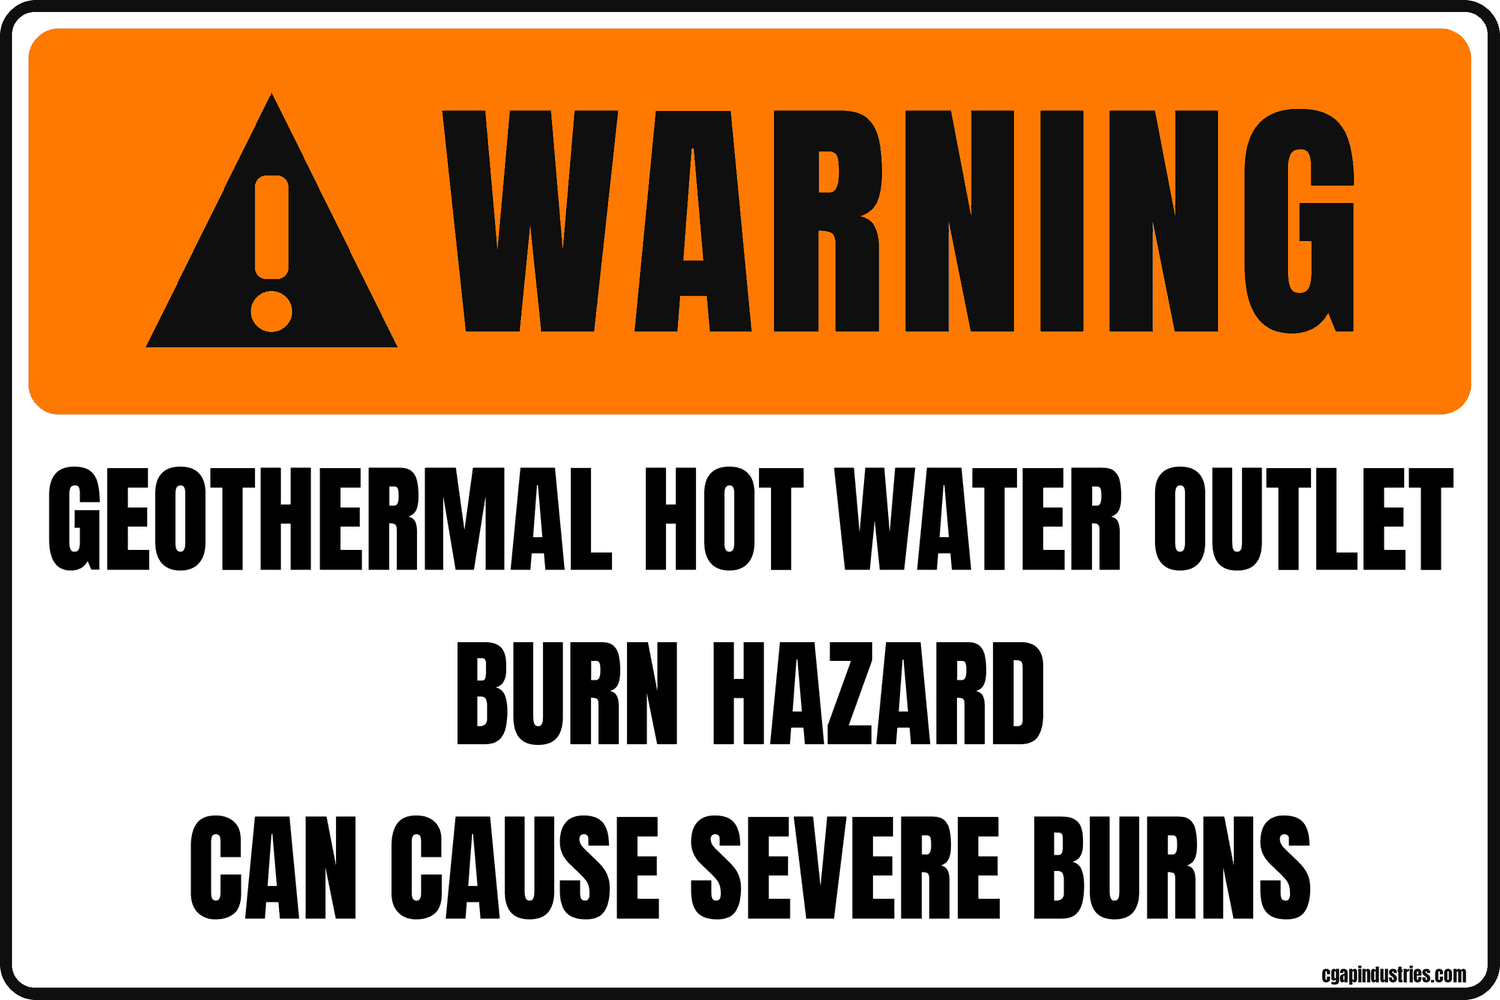 WARNING
GEOTHERMAL HOT WATER OUTLET
BURN HAZARD
CAN CAUSE SEVERE BURNS
cgapindustries.com